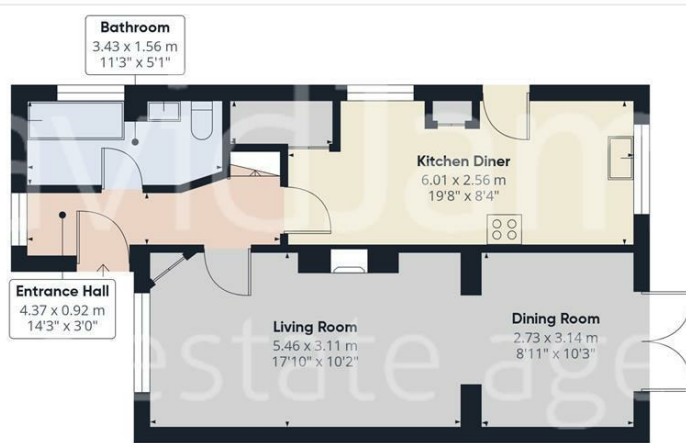 Bathroom
3.43 x 1.56 m
11'3" x 5'1"
Kitchen Diner
6.01 x 2.56 m
19'8" x 8'4"
Entrance Hall
4.37 x 0.92 m
14'3" x 3'0"
Living Room
5.46 x 3.11 m
17'10" x 10'2"
Dining Room
2.73 x 3.14 m
8'11" x 10'3"
estate age